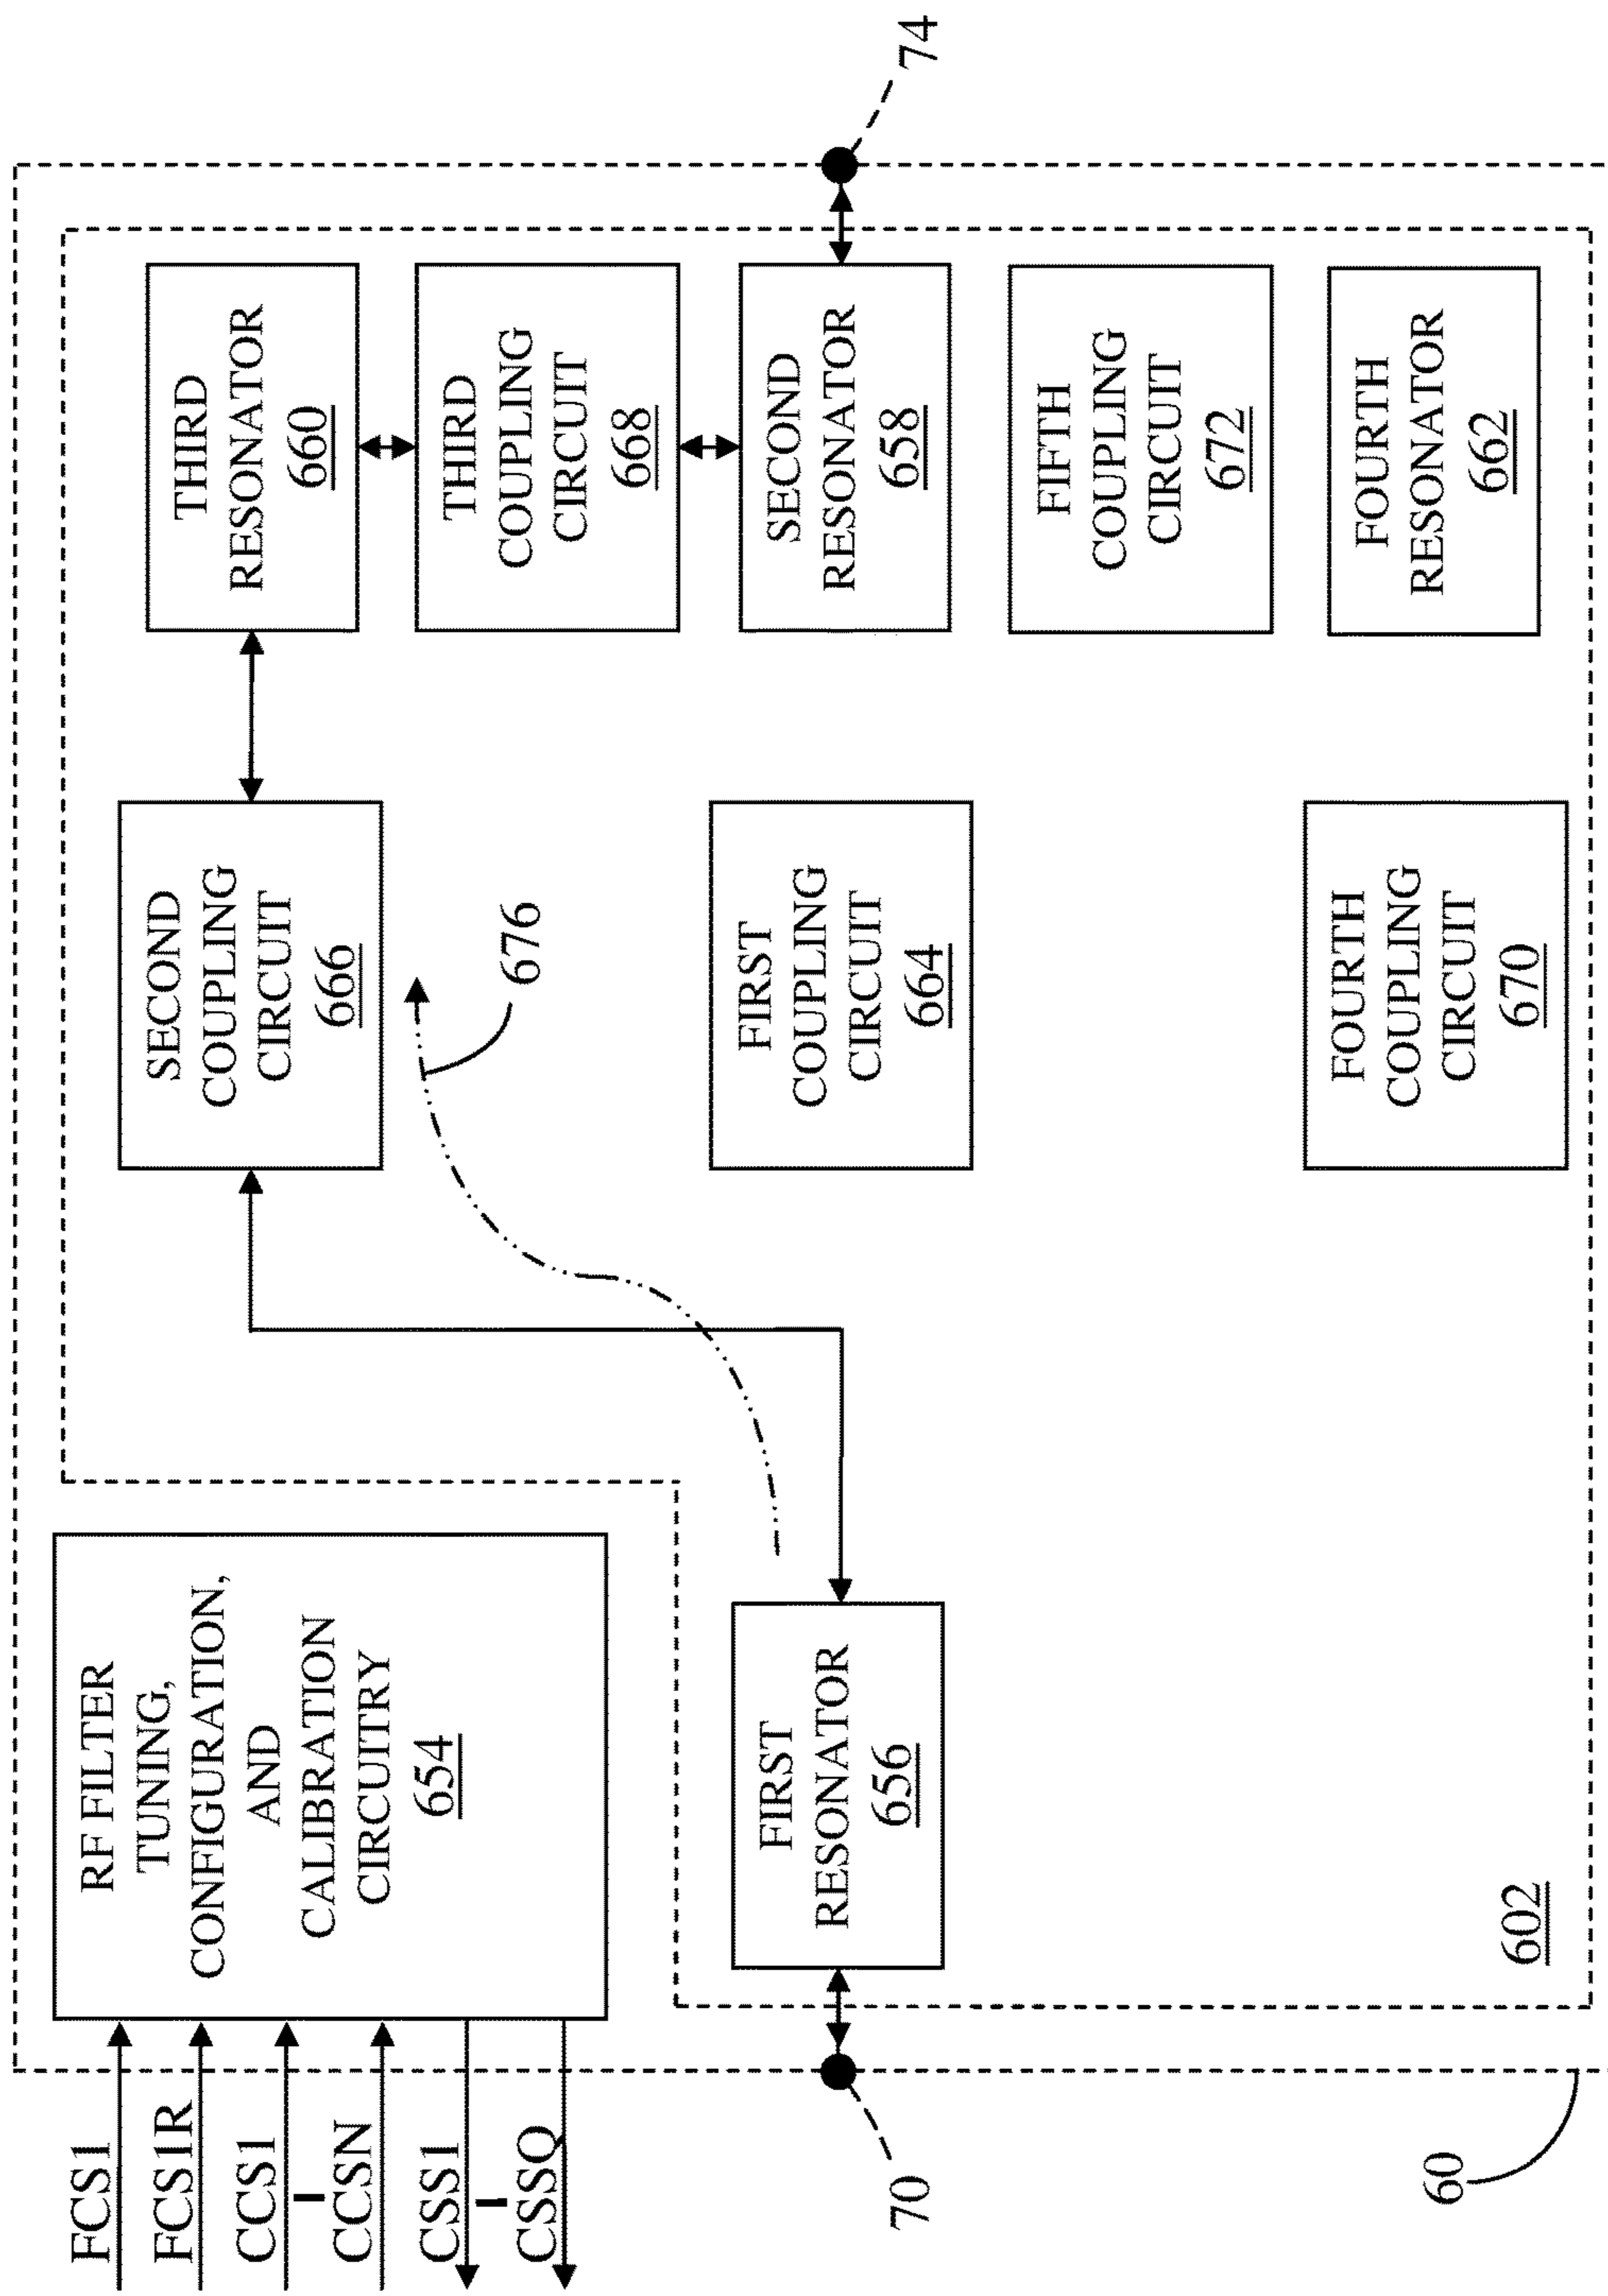 FCS1
FCS1R
CCS1
CCSN
CSS1
CSSQ
RF FILTER
TUNING,
CONFIGURATION,
AND
CALIBRATION
CIRCUITRY
654
SECOND
COUPLING
CIRCUIT
666
THIRD
RESONATOR
660
676
THIRD
COUPLING
CIRCUIT
668
70
FIRST
RESONATOR
656
FIRST
COUPLING
CIRCUIT
664
SECOND
RESONATOR
658
74
FIFTH
COUPLING
CIRCUIT
672
FOURTH
COUPLING
CIRCUIT
670
FOURTH
RESONATOR
662
602
60